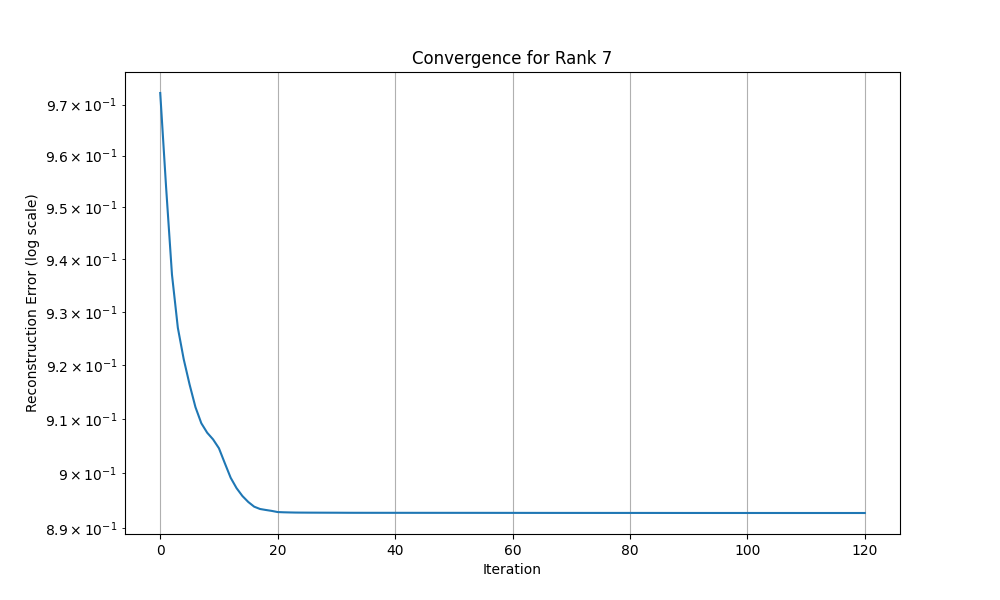 Convergence for Rank 7
Reconstruction Error (log scale)
9.7 × 10⁻¹
9.6 × 10⁻¹
9.5 × 10⁻¹
9.4 × 10⁻¹
9.3 × 10⁻¹
9.2 × 10⁻¹
9.1 × 10⁻¹
9 × 10⁻¹
8.9 × 10⁻¹
0 20 40 60 80 100 120
Iteration